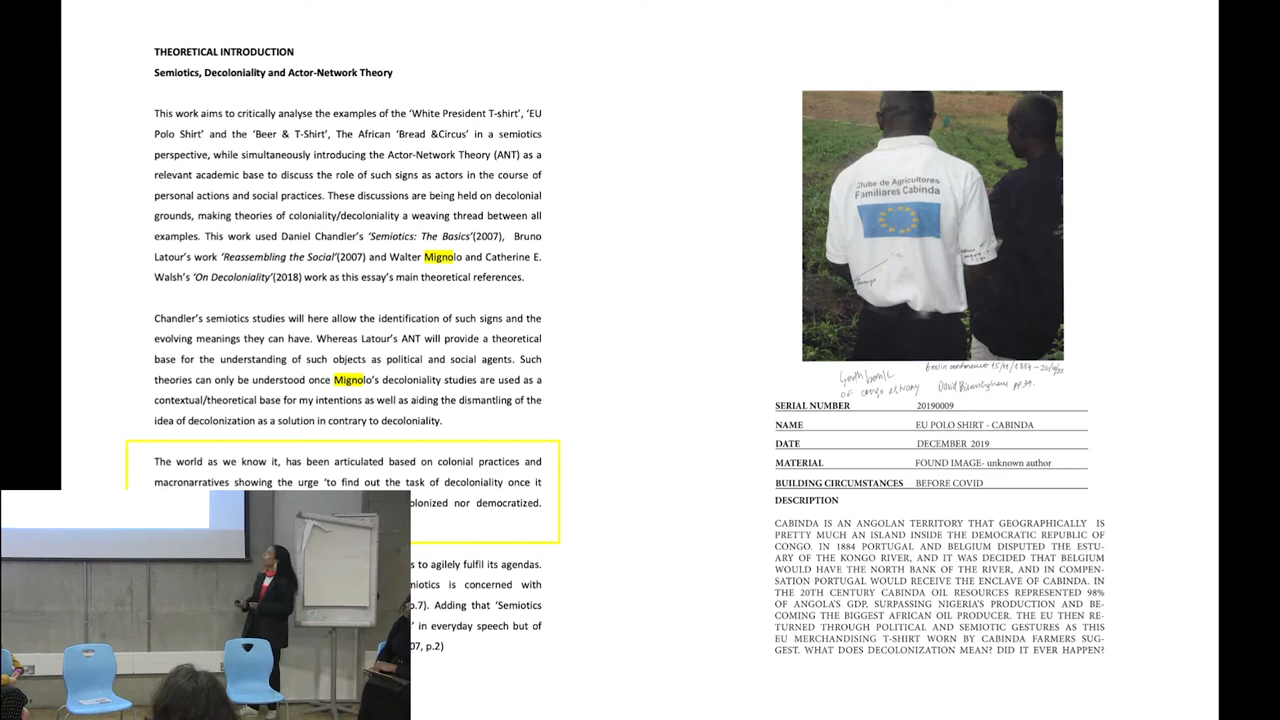 THEORETICAL INTRODUCTION
Semiotics, Decoloniality and Actor-Network Theory
This work aims to critically analyse the examples of the ‘White President T-shirt’, ‘EU
Polo Shirt’ and the ‘Beer & T-Shirt’, The African ‘Bread &Circus’ in a semiotics
perspective, while simultaneously introducing the Actor-Network Theory (ANT) as a
relevant academic base to discuss the role of such signs as actors in the course of
personal actions and social practices. These discussions are being held on decolonial
grounds, making theories of coloniality/decoloniality a weaving thread between all
examples. This work used Daniel Chandler’s ‘Semiotics: The Basics’(2007), Bruno
Latour’s work ‘Reassembling the Social’(2007) and Walter Mignolo and Catherine E.
Walsh’s ‘On Decoloniality’(2018) work as this essay’s main theoretical references.
Chandler’s semiotics studies will here allow the identification of such signs and the
evolving meanings they can have. Whereas Latour’s ANT will provide a theoretical
base for the understanding of such objects as political and social agents. Such
theories can only be understood once Mignolo’s decoloniality studies are used as a
contextual/theoretical base for my intentions as well as aiding the dismantling of the
idea of decolonization as a solution in contrary to decoloniality.
The world as we know it, has been articulated based on colonial practices and
macronarratives showing the urge ‘to find out the task of decoloniality once it
olonized nor democratized.
s to agilely fulfil its agendas.
miotics is concerned with
p.7). Adding that ‘Semiotics
’ in everyday speech but of
07, p.2)
Clube de Agricultores
Familiares Cabinda
berlin conference 15/11/1884 –
of congo estuary David Birmingham pp 39.
SERIAL NUMBER 20190009
NAME EU POLO SHIRT - CABINDA
DATE DECEMBER 2019
MATERIAL FOUND IMAGE- unknown author
BUILDING CIRCUMSTANCES BEFORE COVID
DESCRIPTION
CABINDA IS AN ANGOLAN TERRITORY THAT GEOGRAPHICALLY IS
PRETTY MUCH AN ISLAND INSIDE THE DEMOCRATIC REPUBLIC OF
CONGO. IN 1884 PORTUGAL AND BELGIUM DISPUTED THE ESTU-
ARY OF THE KONGO RIVER, AND IT WAS DECIDED THAT BELGIUM
WOULD HAVE THE NORTH BANK OF THE RIVER, AND IN COMPEN-
SATION PORTUGAL WOULD RECEIVE THE ENCLAVE OF CABINDA. IN
THE 20TH CENTURY CABINDA OIL RESOURCES REPRESENTED 98%
OF ANGOLA’S GDP, SURPASSING NIGERIA’S PRODUCTION AND BE-
COMING THE BIGGEST AFRICAN OIL PRODUCER. THE EU THEN RE-
TURNED THROUGH POLITICAL AND SEMIOTIC GESTURES AS THIS
EU MERCHANDISING T-SHIRT WORN BY CABINDA FARMERS SUG-
GEST. WHAT DOES DECOLONIZATION MEAN? DID IT EVER HAPPEN?